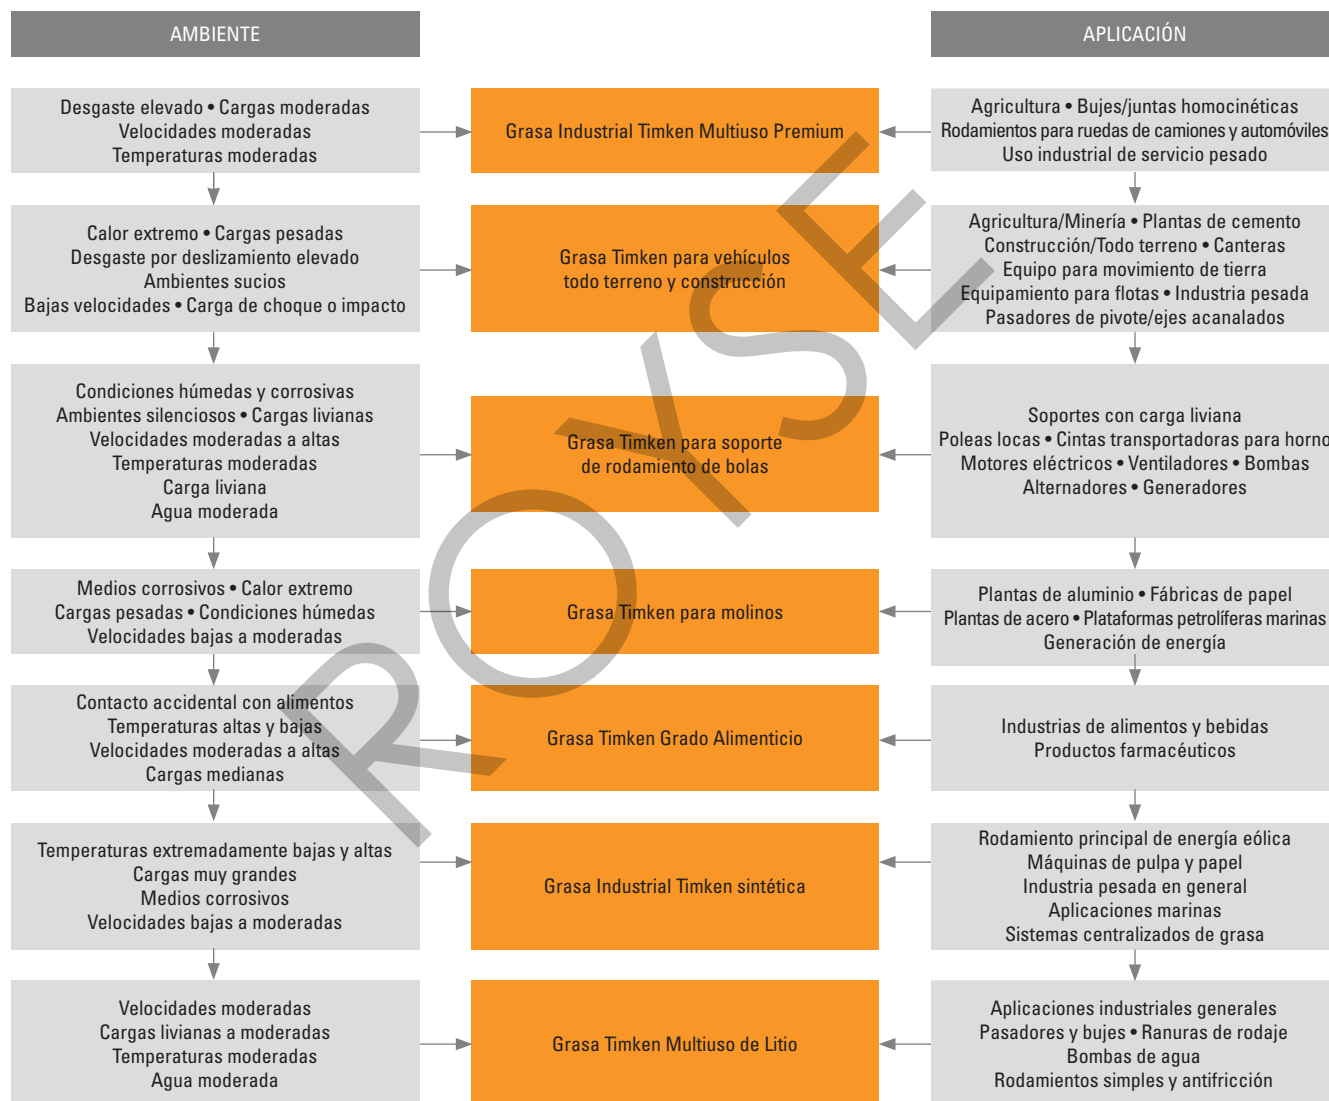 AMBIENTE
APLICACIÓN
Desgaste elevado • Cargas moderadas
Velocidades moderadas
Temperaturas moderadas
Grasa Industrial Timken Multiuso Premium
Agricultura • Bujes/juntas homocinéticas
Rodamientos para ruedas de camiones y automóviles
Uso industrial de servicio pesado
Calor extremo • Cargas pesadas
Desgaste por deslizamiento elevado
Ambientes sucios
Bajas velocidades • Carga de choque o impacto
Grasa Timken para vehículos
todo terreno y construcción
Agricultura/Minería • Plantas de cemento
Construcción/Todo terreno • Canteras
Equipo para movimiento de tierra
Equipamiento para flotas • Industria pesada
Pasadores de pivote/ejes acanalados
Condiciones húmedas y corrosivas
Ambientes silenciosos • Cargas livianas
Velocidades moderadas a altas
Temperaturas moderadas
Carga liviana
Agua moderada
Grasa Timken para soporte
de rodamiento de bolas
Soportes con carga liviana
Poleas locas • Cintas transportadoras para horno
Motores eléctricos • Ventiladores • Bombas
Alternadores • Generadores
Medios corrosivos • Calor extremo
Cargas pesadas • Condiciones húmedas
Velocidades bajas a moderadas
Grasa Timken para molinos
Plantas de aluminio • Fábricas de papel
Plantas de acero • Plataformas petrolíferas marinas
Generación de energía
Contacto accidental con alimentos
Temperaturas altas y bajas
Velocidades moderadas a altas
Cargas medianas
Grasa Timken Grado Alimenticio
Industrias de alimentos y bebidas
Productos farmacéuticos
Temperaturas extremadamente bajas y altas
Cargas muy grandes
Medios corrosivos
Velocidades bajas a moderadas
Grasa Industrial Timken sintética
Rodamiento principal de energía eólica
Máquinas de pulpa y papel
Industria pesada en general
Aplicaciones marinas
Sistemas centralizados de grasa
Velocidades moderadas
Cargas livianas a moderadas
Temperaturas moderadas
Agua moderada
Grasa Timken Multiuso de Litio
Aplicaciones industriales generales
Pasadores y bujes • Ranuras de rodaje
Bombas de agua
Rodamientos simples y antifricción
ROYSE